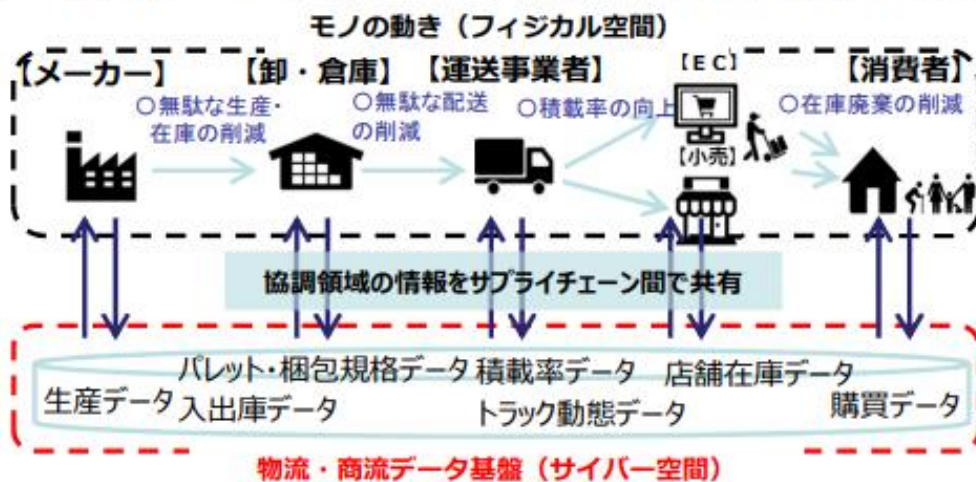 モノの動き（フィジカル空間）
【メーカー】
【卸・倉庫】
【運送事業者】
【ＥＣ】
【消費者】
○無駄な生産・
在庫の削減
○無駄な配送
の削減
○積載率の向上
○在庫廃棄の削減
【小売】
協調領域の情報をサプライチェーン間で共有
生産データ
パレット・梱包規格データ
入出庫データ
積載率データ
トラック動態データ
店舗在庫データ
購買データ
物流・商流データ基盤（サイバー空間）